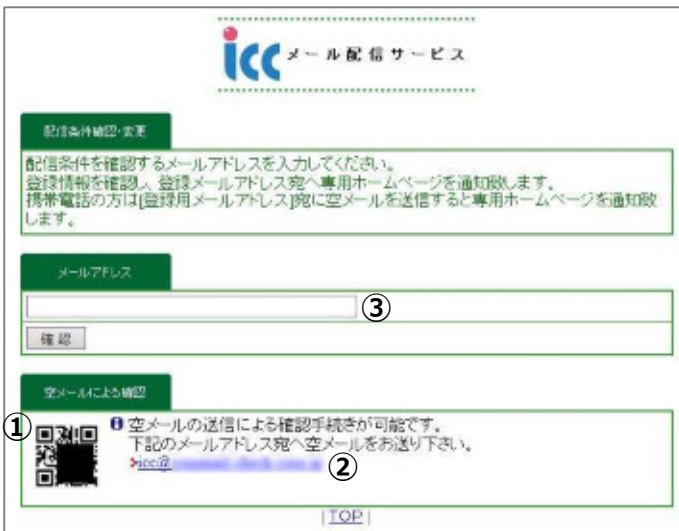 icc メール配信サービス
配信条件確認・変更
配信条件を確認するメールアドレスを入力してください。
登録情報を確認し、登録メールアドレス宛へ専用ホームページを通知致します。
携帯電話の方は[登録用メールアドレス]宛に空メールを送信すると専用ホームページを通知致
します。
メールアドレス
③
確認
空メールによる確認
①
空メールの送信による確認手続きが可能です。
下記のメールアドレス宛へ空メールをお送り下さい。
>icc@
②
|TOP|